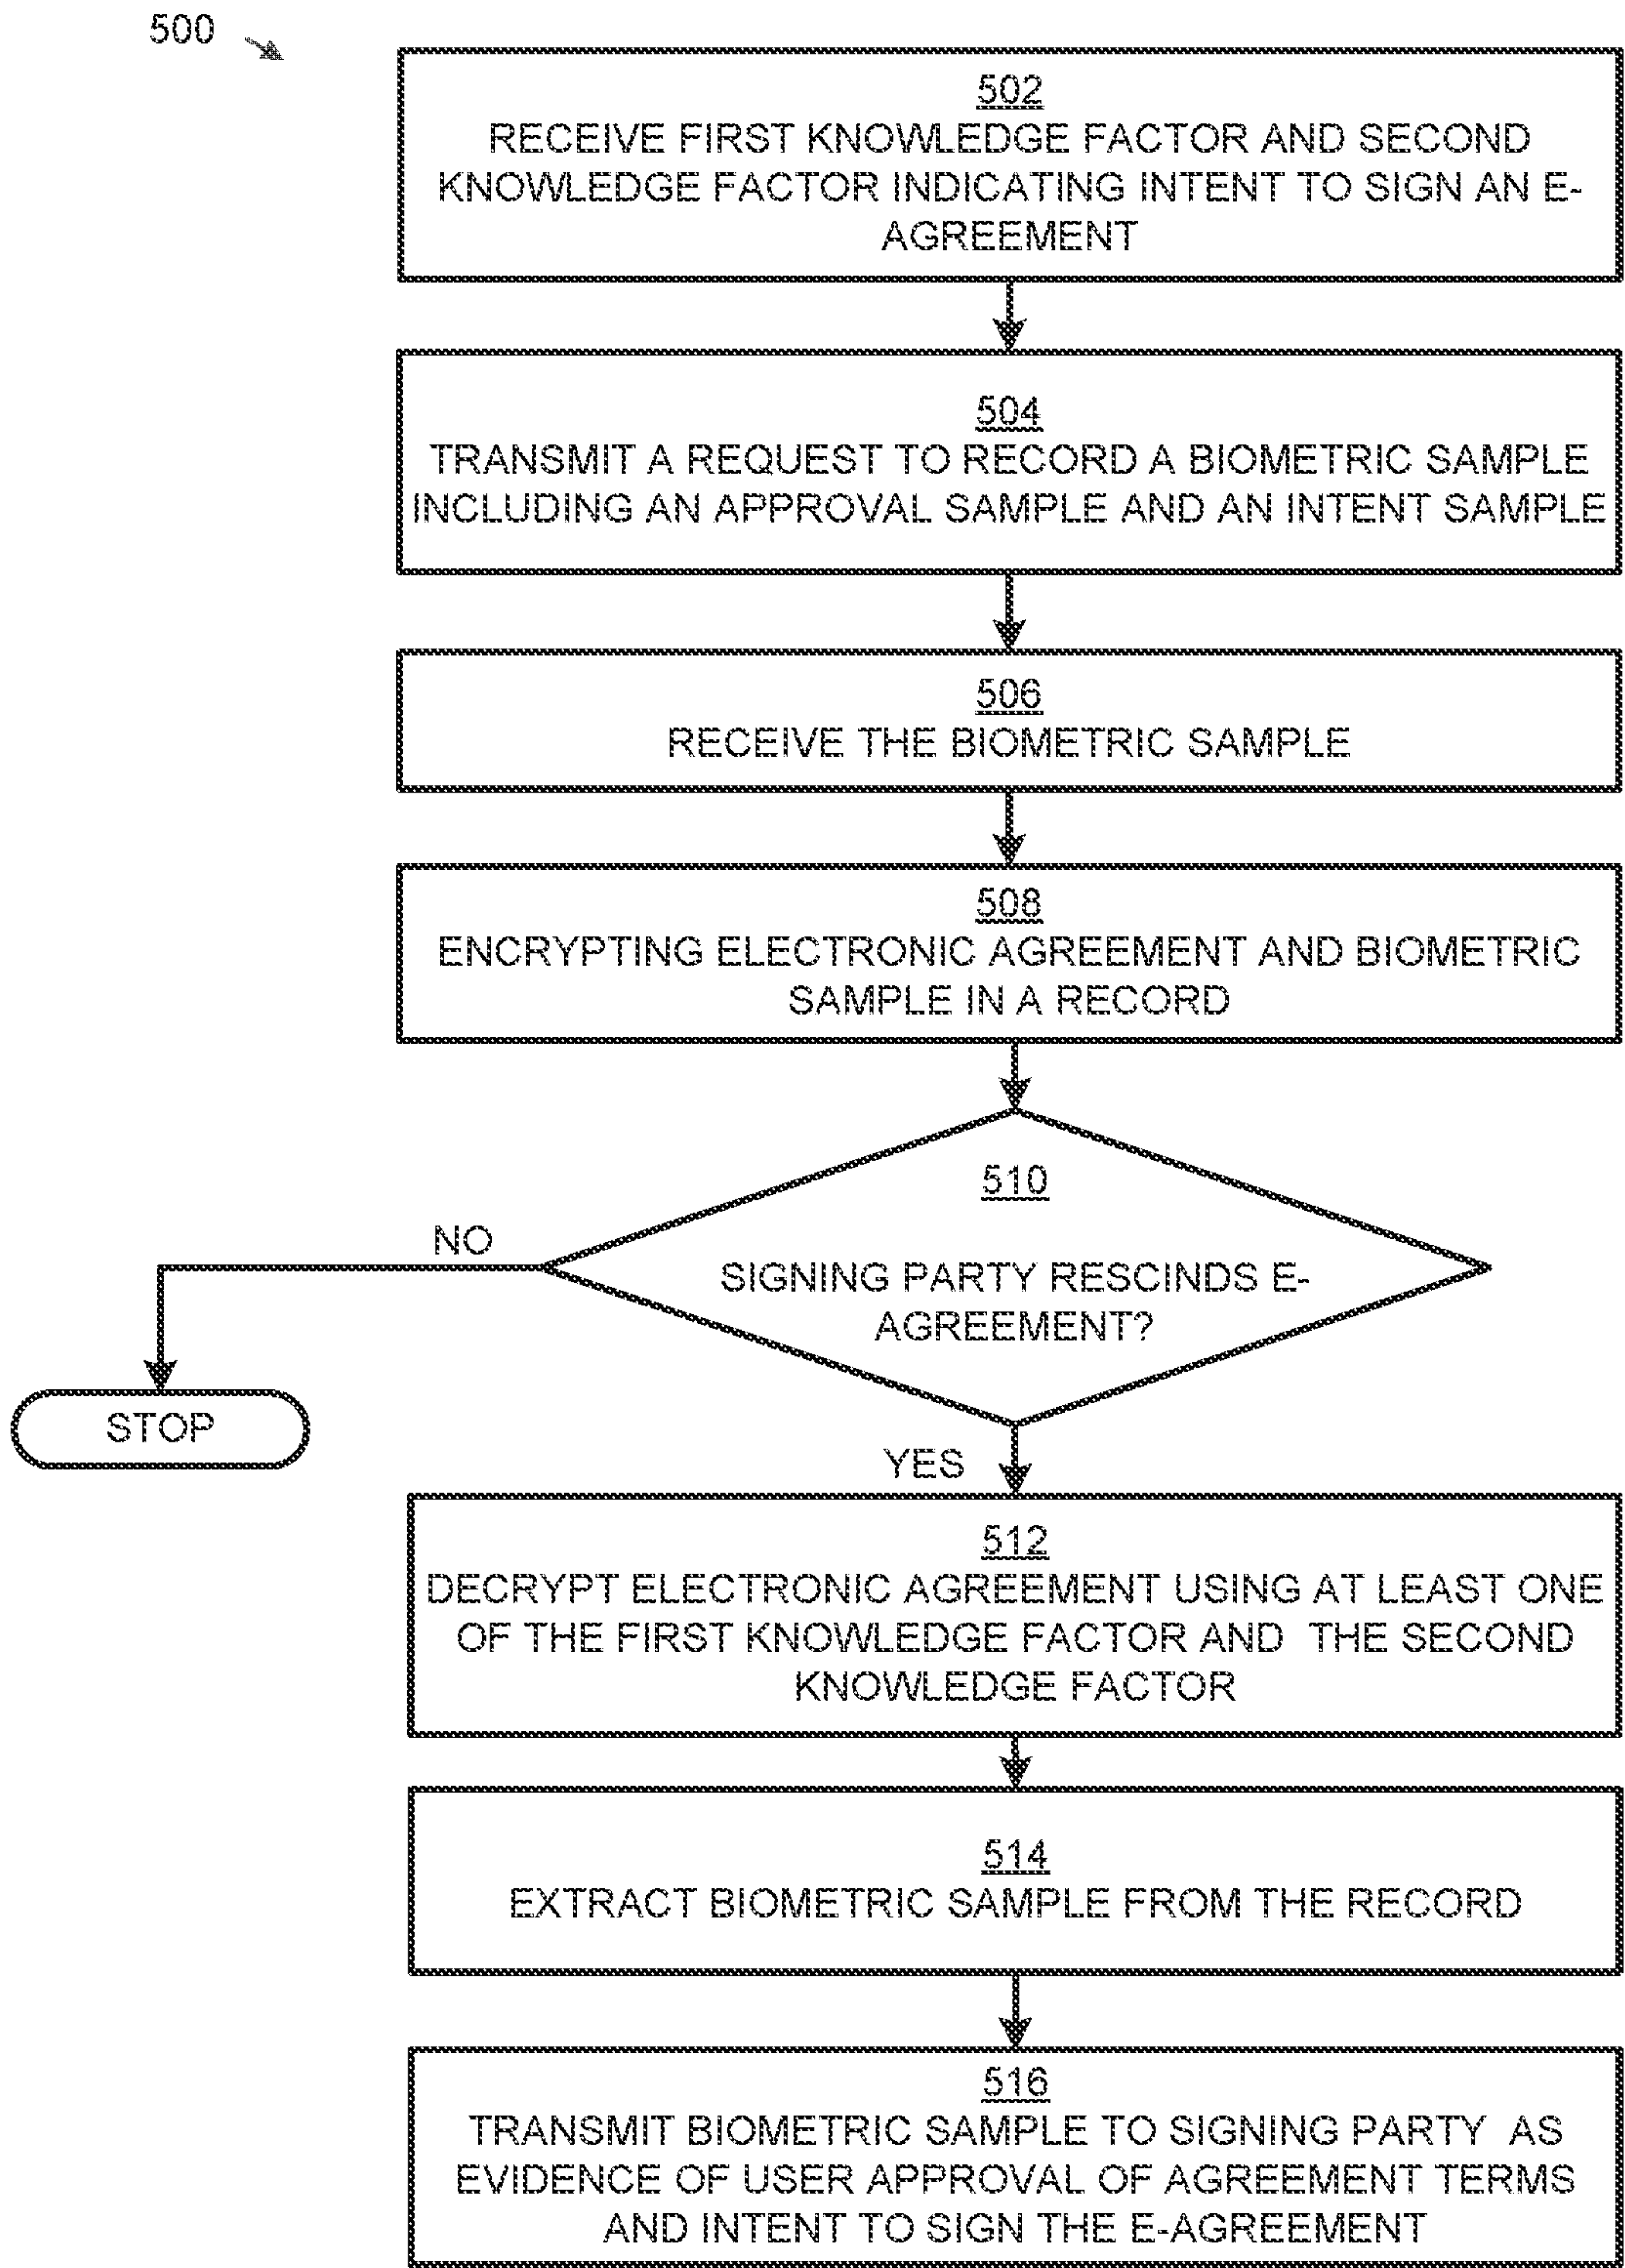 500
502
RECEIVE FIRST KNOWLEDGE FACTOR AND SECOND
KNOWLEDGE FACTOR INDICATING INTENT TO SIGN AN E-
AGREEMENT
504
TRANSMIT A REQUEST TO RECORD A BIOMETRIC SAMPLE
INCLUDING AN APPROVAL SAMPLE AND AN INTENT SAMPLE
506
RECEIVE THE BIOMETRIC SAMPLE
508
ENCRYPTING ELECTRONIC AGREEMENT AND BIOMETRIC
SAMPLE IN A RECORD
510
NO
SIGNING PARTY RESCINDS E-
AGREEMENT?
STOP
YES
512
DECRYPT ELECTRONIC AGREEMENT USING AT LEAST ONE
OF THE FIRST KNOWLEDGE FACTOR AND THE SECOND
KNOWLEDGE FACTOR
514
EXTRACT BIOMETRIC SAMPLE FROM THE RECORD
516
TRANSMIT BIOMETRIC SAMPLE TO SIGNING PARTY AS
EVIDENCE OF USER APPROVAL OF AGREEMENT TERMS
AND INTENT TO SIGN THE E-AGREEMENT